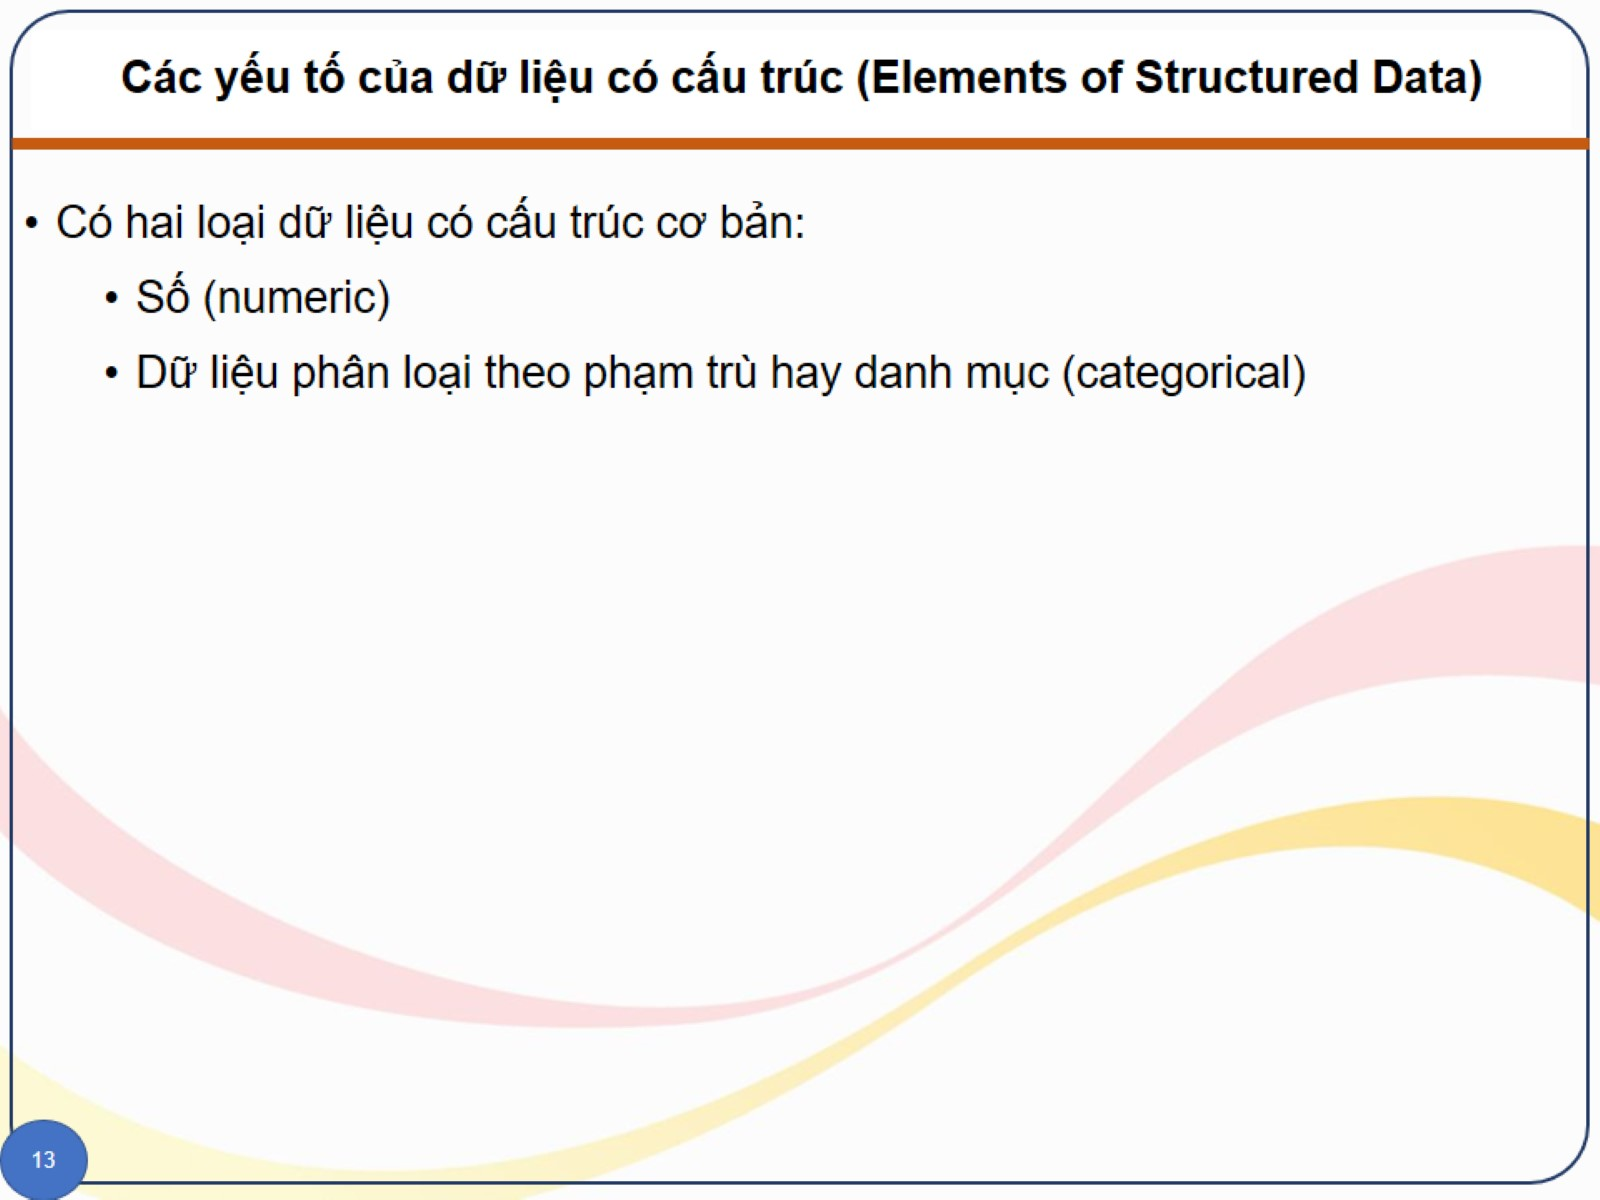 Các yếu tố của dữ liệu có cấu trúc (Elements of Structured Data)
• Có hai loại dữ liệu có cấu trúc cơ bản:
• Số (numeric)
• Dữ liệu phân loại theo phạm trù hay danh mục (categorical)
13